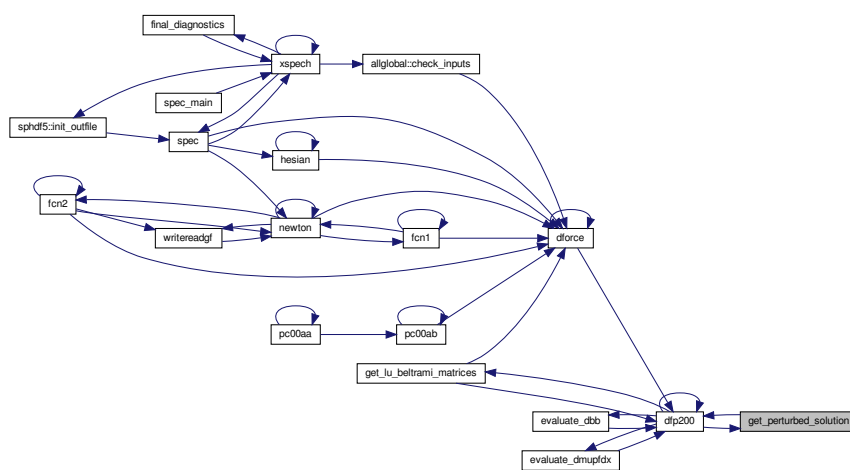 final_diagnostics
xspech
allglobal::check_inputs
spec_main
sphdf5::init_outfile
spec
hesian
fcn2
newton
writereadgf
fcn1
dforce
pc00aa
pc00ab
get_lu_beltrami_matrices
evaluate_dbb
dfp200
get_perturbed_solution
evaluate_dmupfdx